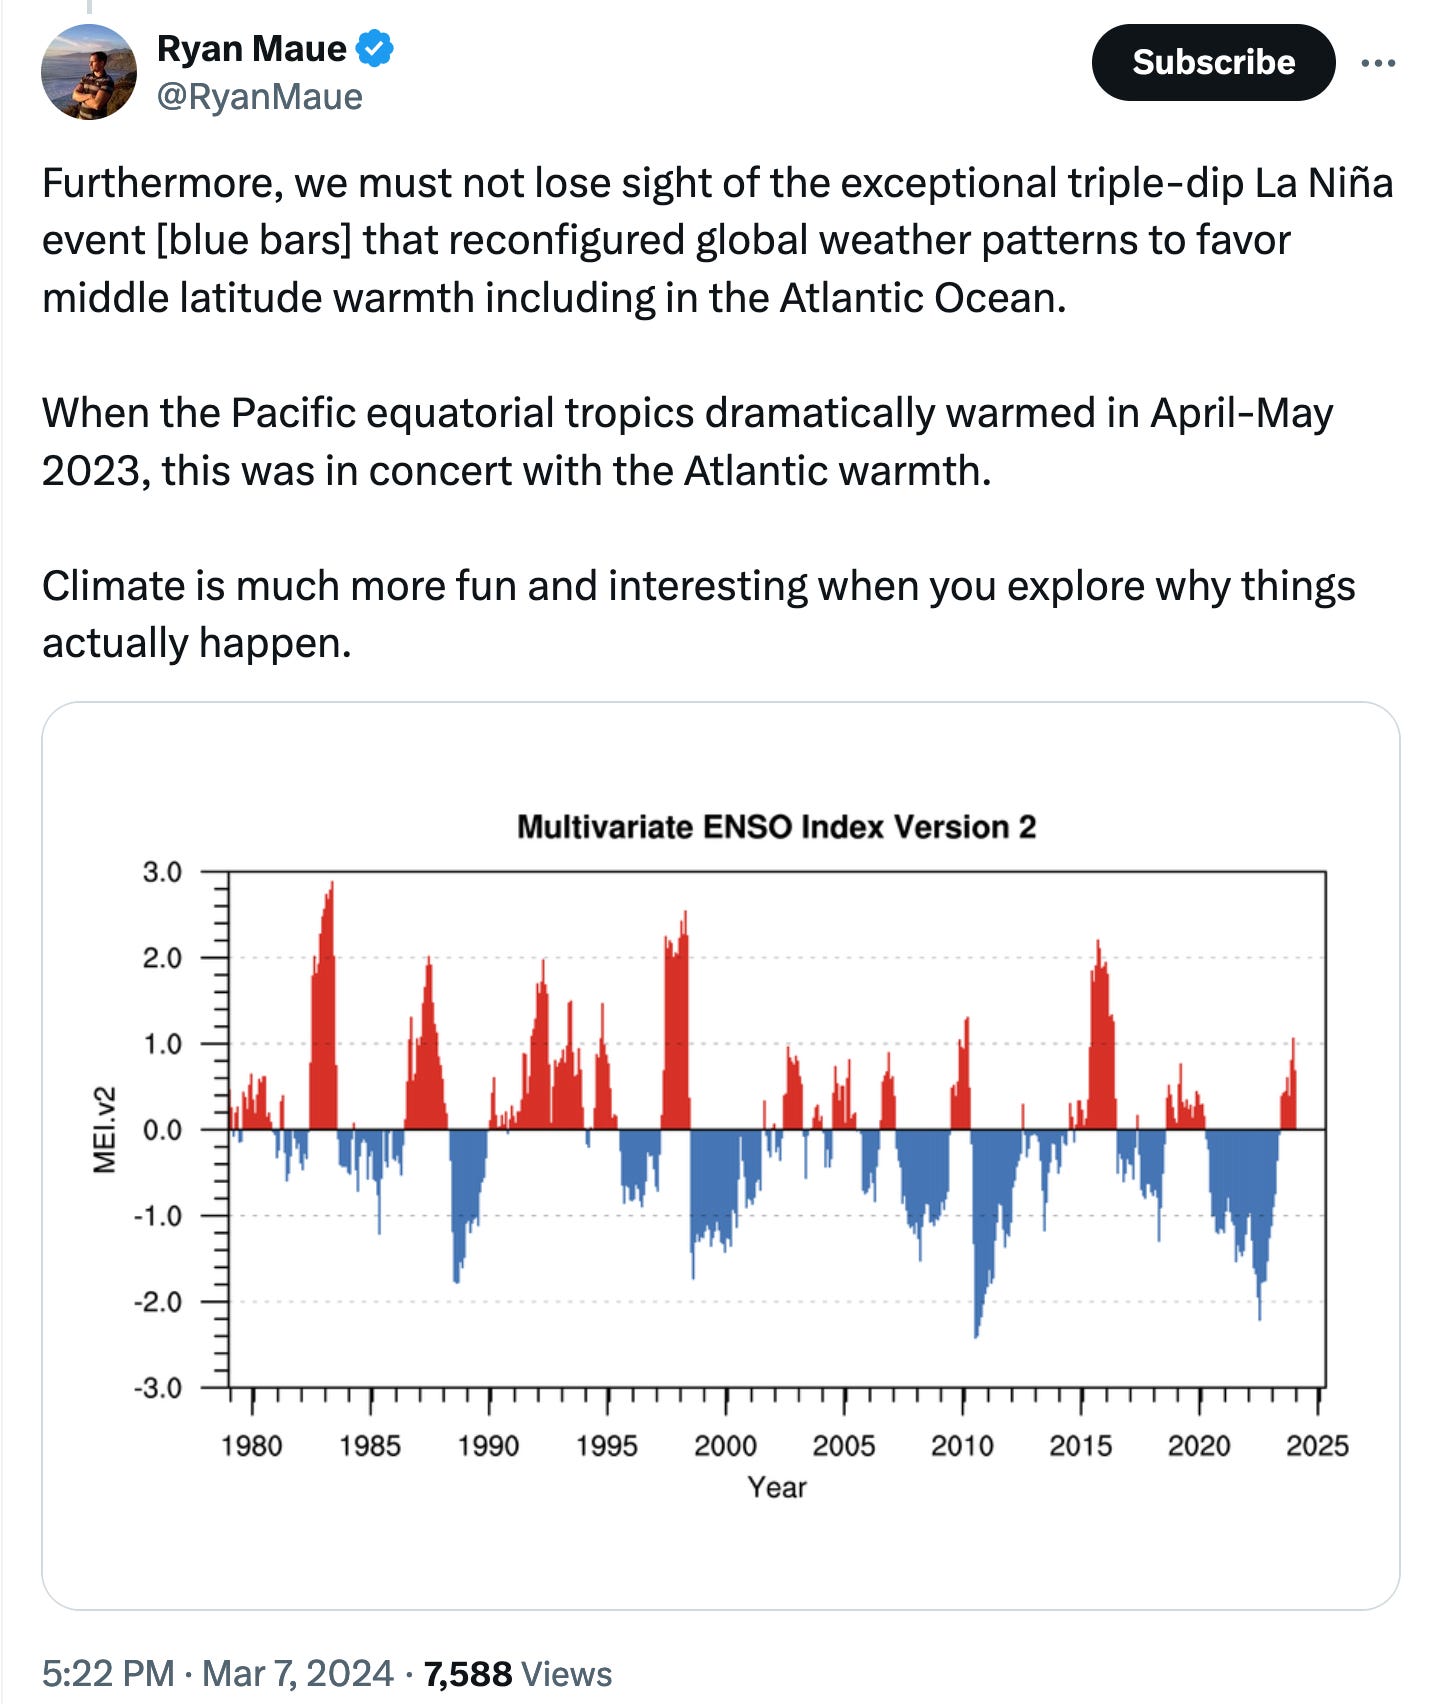 Ryan Maue
@RyanMaue
Subscribe
Furthermore, we must not lose sight of the exceptional triple-dip La Niña
event [blue bars] that reconfigured global weather patterns to favor
middle latitude warmth including in the Atlantic Ocean.
When the Pacific equatorial tropics dramatically warmed in April-May
2023, this was in concert with the Atlantic warmth.
Climate is much more fun and interesting when you explore why things
actually happen.
Multivariate ENSO Index Version 2
3.0
2.0
1.0
0.0
-1.0
-2.0
-3.0
MEI.v2
1980 1985 1990 1995 2000 2005 2010 2015 2020 2025
Year
5:22 PM · Mar 7, 2024 · 7,588 Views